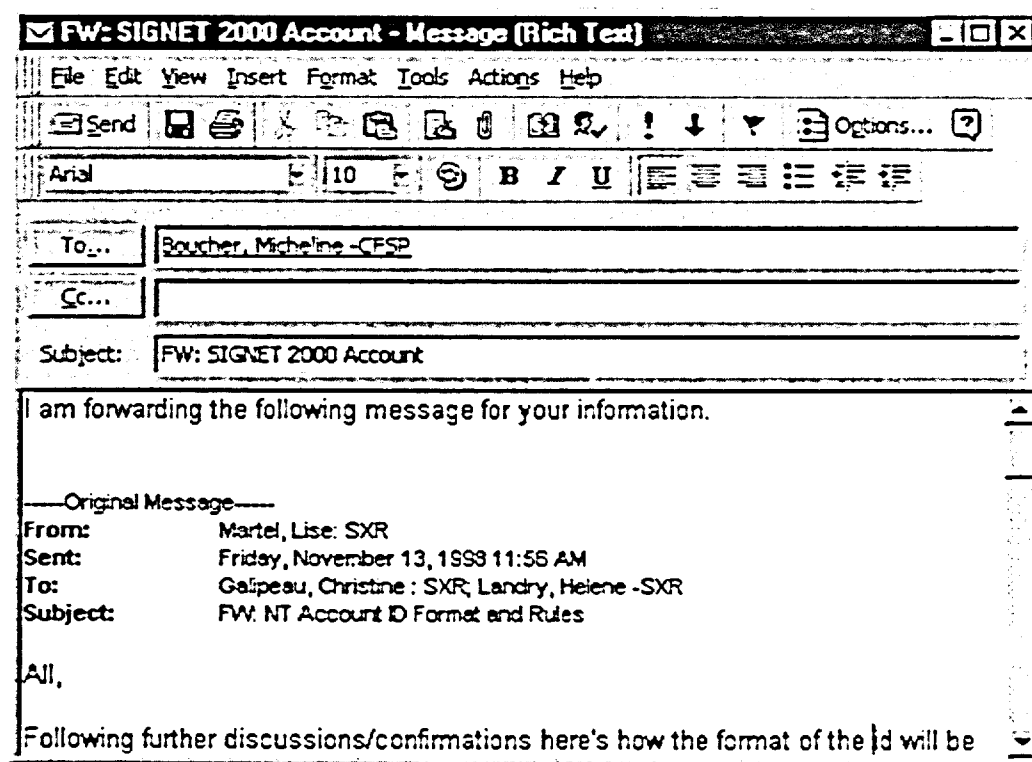 FW: SIGNET 2000 Account - Message (Rich Text)
File Edit View Insert Format Tools Actions Help
Send Options...
Arial 10 B I U
To... Boucher, Micheline -CFSP
Cc...
Subject: FW: SIGNET 2000 Account
I am forwarding the following message for your information.
-----Original Message-----
From: Martel, Lise: SXR
Sent: Friday, November 13, 1998 11:56 AM
To: Galipeau, Christine : SXR; Landry, Helene -SXR
Subject: FW: NT Account ID Format and Rules
All,
Following further discussions/confirmations here's how the format of the id will be